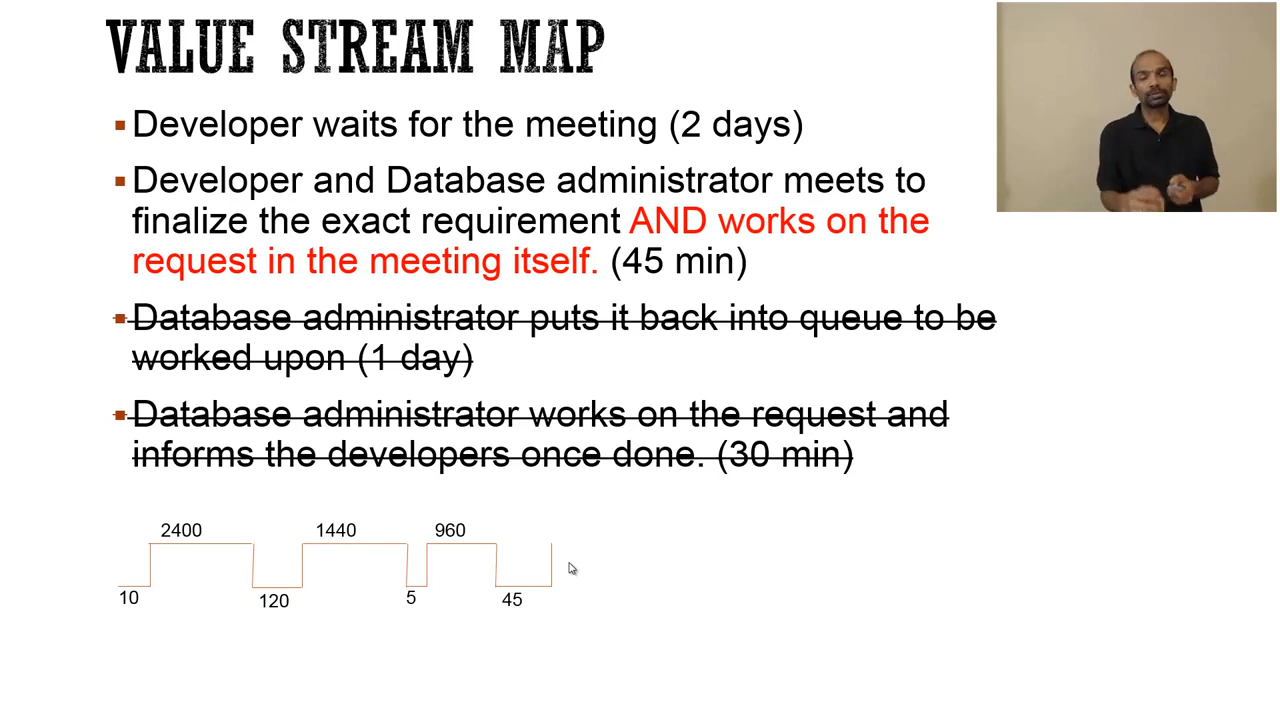 VALUE STREAM MAP
Developer waits for the meeting (2 days)
Developer and Database administrator meets to
finalize the exact requirement AND works on the
request in the meeting itself. (45 min)
Database administrator puts it back into queue to be
worked upon (1 day)
Database administrator works on the request and
informs the developers once done. (30 min)
2400 1440 960
10 120 5 45